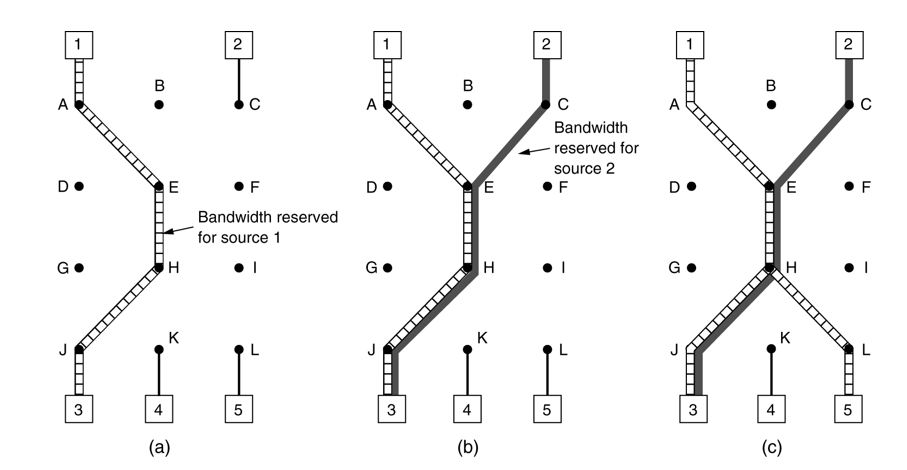 1
2
B
A
C
D
E
F
Bandwidth reserved
for source 1
G
H
I
J
K
L
3
4
5
(a)
1
2
B
A
C
Bandwidth
reserved for
source 2
D
E
F
G
H
I
J
K
L
3
4
5
(b)
1
2
B
A
C
D
E
F
G
H
I
J
K
L
3
4
5
(c)